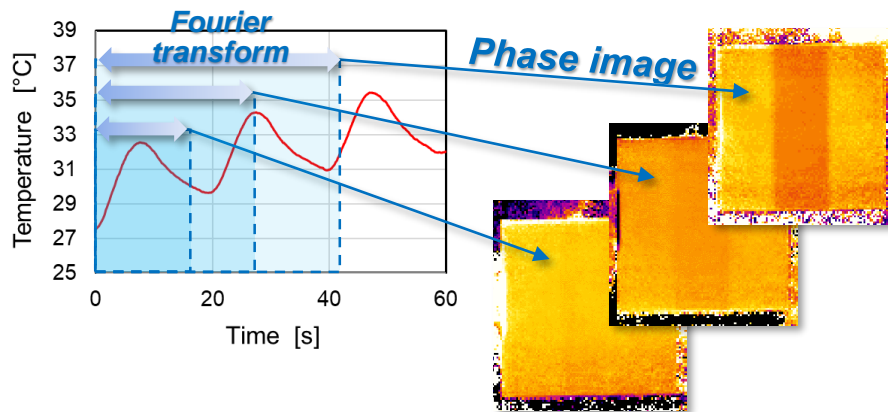 Fourier
transform
Phase image
Temperature [°C]
39
37
35
33
31
29
27
25
0
20
40
60
Time [s]